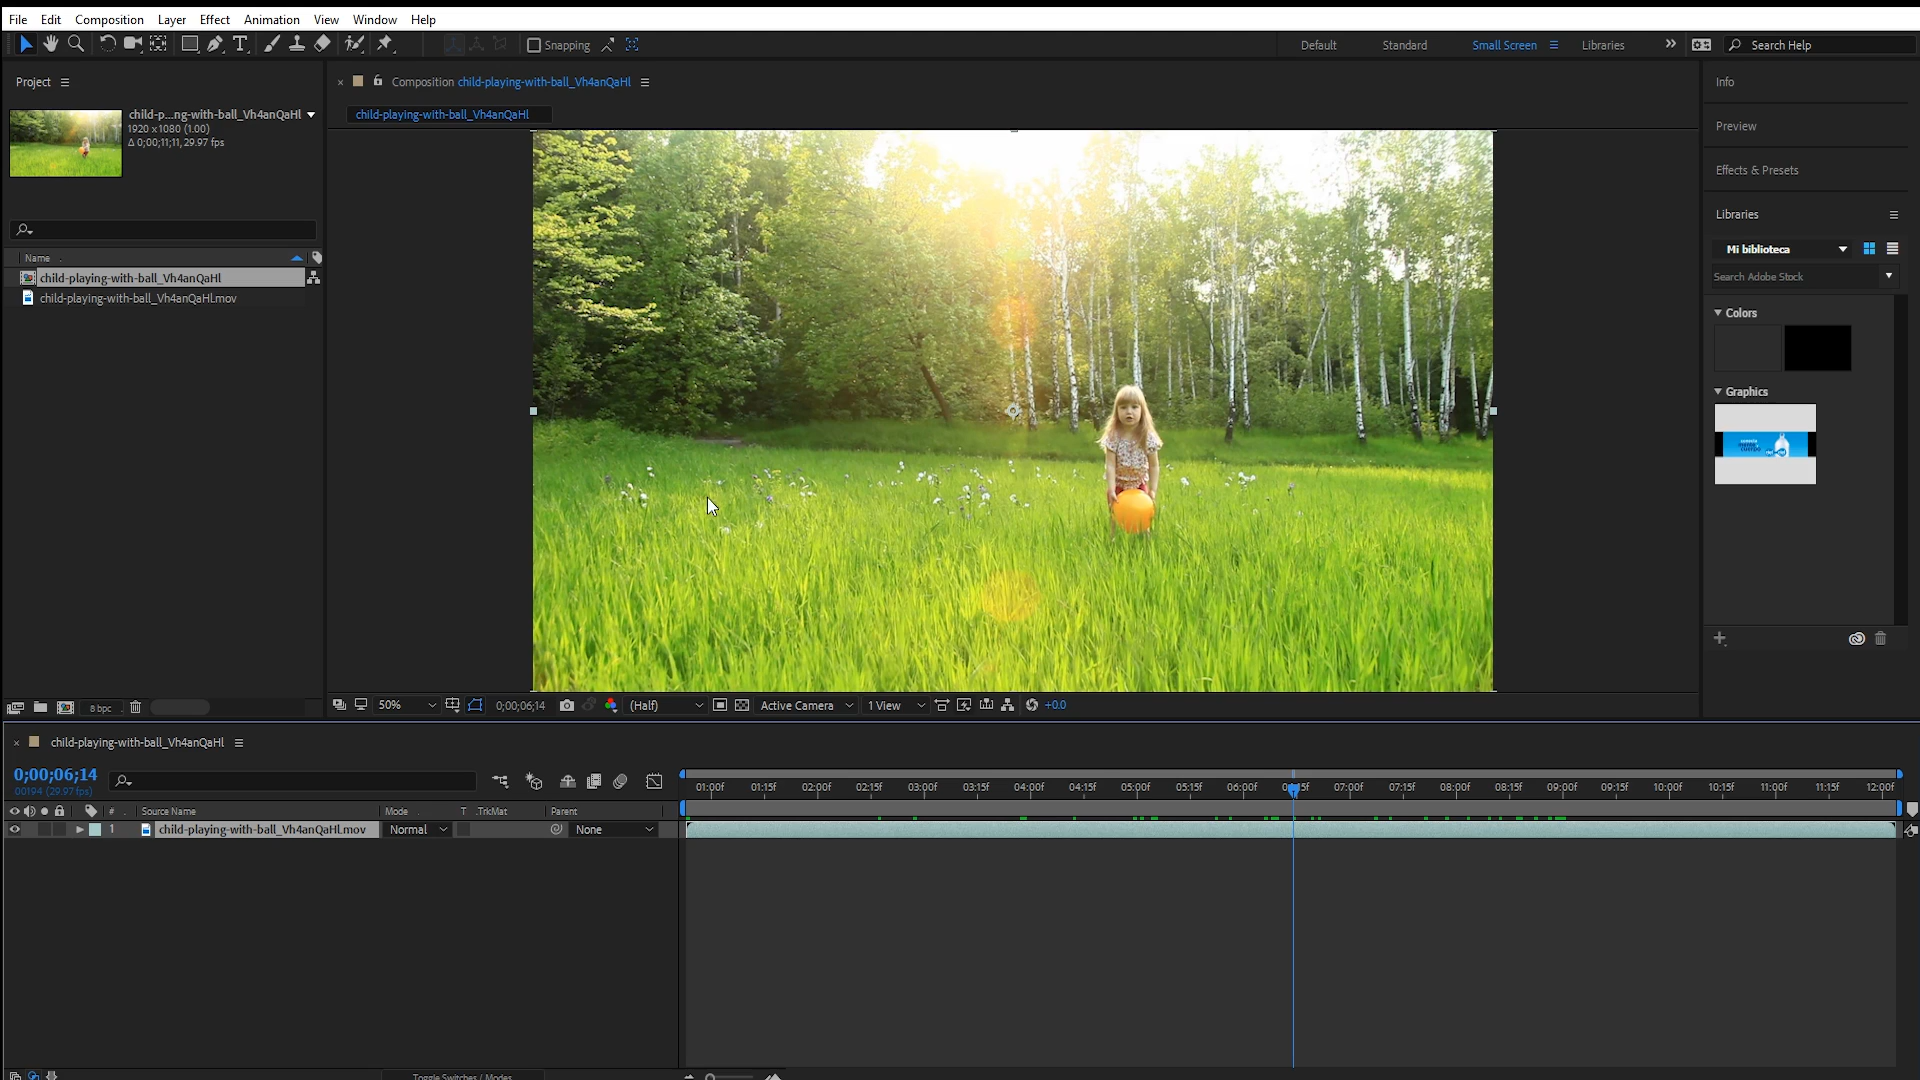 File Edit Composition Layer Effect Animation View Window Help
Snapping
Default Standard Small Screen Libraries
Search Help
Project
child-p...ng-with-ball_Vh4anQaHl
1920 x 1080 (1.00)
Δ 0;00;11;11, 29.97 fps
Name
child-playing-with-ball_Vh4anQaHl
child-playing-with-ball_Vh4anQaHl.mov
8 bpc
Composition child-playing-with-ball_Vh4anQaHl
child-playing-with-ball_Vh4anQaHl
50%
0;00;06;14
(Half)
Active Camera
1 View
+0.0
Info
Preview
Effects & Presets
Libraries
Mi biblioteca
Search Adobe Stock
Colors
Graphics
child-playing-with-ball_Vh4anQaHl
0;00;06;14
00194 (29.97 fps)
# Source Name Mode T .TrkMat Parent
1 child-playing-with-ball_Vh4anQaHl.mov Normal None
01:00f 01:15f 02:00f 02:15f 03:00f 03:15f 04:00f 04:15f 05:00f 05:15f 06:00f 07:00f 07:15f 08:00f 08:15f 09:00f 09:15f 10:00f 10:15f 11:00f 11:15f 12:00f
Toggle Switches / Modes